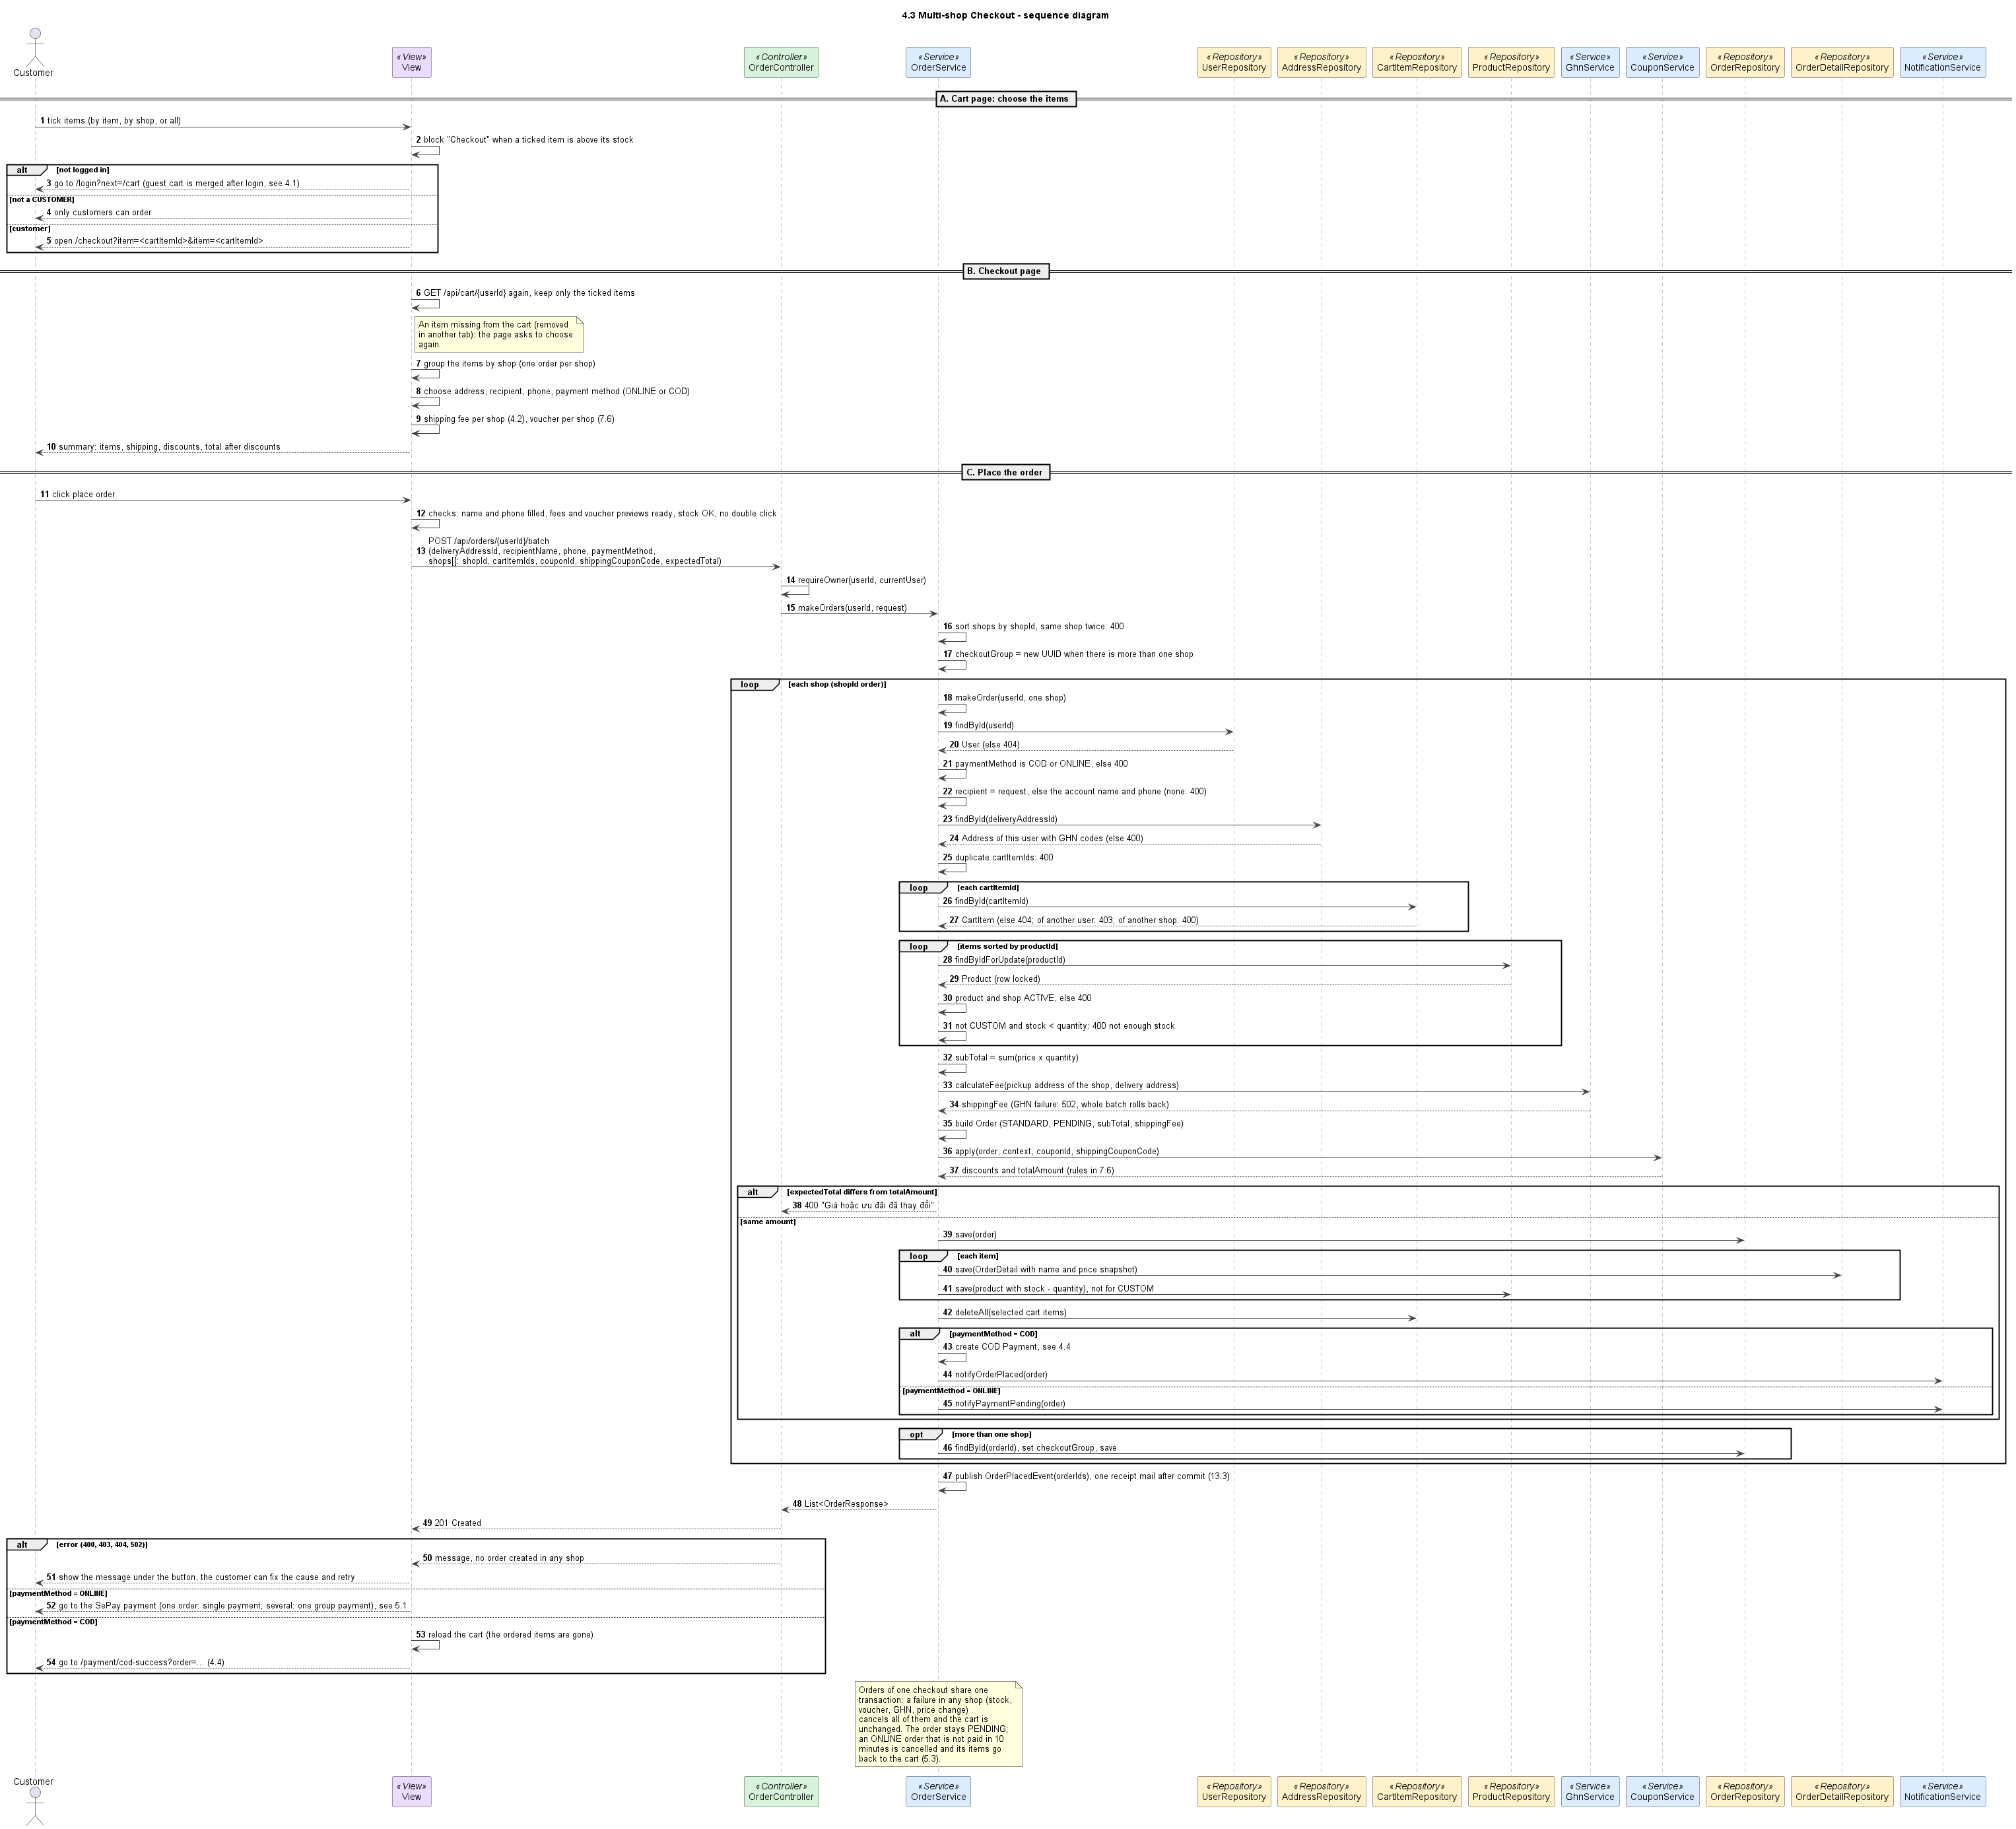 4.3 Multi-shop Checkout - sequence diagram
Customer
«View»
View
«Controller»
OrderController
«Service»
OrderService
«Repository»
UserRepository
«Repository»
AddressRepository
«Repository»
CartItemRepository
«Repository»
ProductRepository
«Service»
GhnService
«Service»
CouponService
«Repository»
OrderRepository
«Repository»
OrderDetailRepository
«Service»
NotificationService
A. Cart page: choose the items
1 tick items (by item, by shop, or all)
2 block "Checkout" when a ticked item is above its stock
alt [not logged in]
3 go to /login?next=/cart (guest cart is merged after login, see 4.1)
[not a CUSTOMER]
4 only customers can order
[customer]
5 open /checkout?item=<cartItemId>&item=<cartItemId>
B. Checkout page
6 GET /api/cart/{userId} again, keep only the ticked items
An item missing from the cart (removed
in another tab): the page asks to choose
again.
7 group the items by shop (one order per shop)
8 choose address, recipient, phone, payment method (ONLINE or COD)
9 shipping fee per shop (4.2), voucher per shop (7.6)
10 summary: items, shipping, discounts, total after discounts
C. Place the order
11 click place order
12 checks: name and phone filled, fees and voucher previews ready, stock OK, no double click
POST /api/orders/{userId}/batch
13 (deliveryAddressId, recipientName, phone, paymentMethod,
shops[]: shopId, cartItemIds, couponId, shippingCouponCode, expectedTotal)
14 requireOwner(userId, currentUser)
15 makeOrders(userId, request)
16 sort shops by shopId, same shop twice: 400
17 checkoutGroup = new UUID when there is more than one shop
loop [each shop (shopId order)]
18 makeOrder(userId, one shop)
19 findById(userId)
20 User (else 404)
21 paymentMethod is COD or ONLINE, else 400
22 recipient = request, else the account name and phone (none: 400)
23 findById(deliveryAddressId)
24 Address of this user with GHN codes (else 400)
25 duplicate cartItemIds: 400
loop [each cartItemId]
26 findById(cartItemId)
27 CartItem (else 404; of another user: 403; of another shop: 400)
loop [items sorted by productId]
28 findByIdForUpdate(productId)
29 Product (row locked)
30 product and shop ACTIVE, else 400
31 not CUSTOM and stock < quantity: 400 not enough stock
32 subTotal = sum(price x quantity)
33 calculateFee(pickup address of the shop, delivery address)
34 shippingFee (GHN failure: 502, whole batch rolls back)
35 build Order (STANDARD, PENDING, subTotal, shippingFee)
36 apply(order, context, couponId, shippingCouponCode)
37 discounts and totalAmount (rules in 7.6)
alt [expectedTotal differs from totalAmount]
38 400 "Giá hoặc ưu đãi đã thay đổi"
[same amount]
39 save(order)
loop [each item]
40 save(OrderDetail with name and price snapshot)
41 save(product with stock - quantity), not for CUSTOM
42 deleteAll(selected cart items)
alt [paymentMethod = COD]
43 create COD Payment, see 4.4
44 notifyOrderPlaced(order)
[paymentMethod = ONLINE]
45 notifyPaymentPending(order)
opt [more than one shop]
46 findById(orderId), set checkoutGroup, save
47 publish OrderPlacedEvent(orderIds), one receipt mail after commit (13.3)
48 List<OrderResponse>
49 201 Created
alt [error (400, 403, 404, 502)]
50 message, no order created in any shop
51 show the message under the button, the customer can fix the cause and retry
[paymentMethod = ONLINE]
52 go to the SePay payment (one order: single payment; several: one group payment), see 5.1
[paymentMethod = COD]
53 reload the cart (the ordered items are gone)
54 go to /payment/cod-success?order=... (4.4)
Orders of one checkout share one
transaction: a failure in any shop (stock,
voucher, GHN, price change)
cancels all of them and the cart is
unchanged. The order stays PENDING;
an ONLINE order that is not paid in 10
minutes is cancelled and its items go
back to the cart (5.3).
Customer
«View»
View
«Controller»
OrderController
«Service»
OrderService
«Repository»
UserRepository
«Repository»
AddressRepository
«Repository»
CartItemRepository
«Repository»
ProductRepository
«Service»
GhnService
«Service»
CouponService
«Repository»
OrderRepository
«Repository»
OrderDetailRepository
«Service»
NotificationService